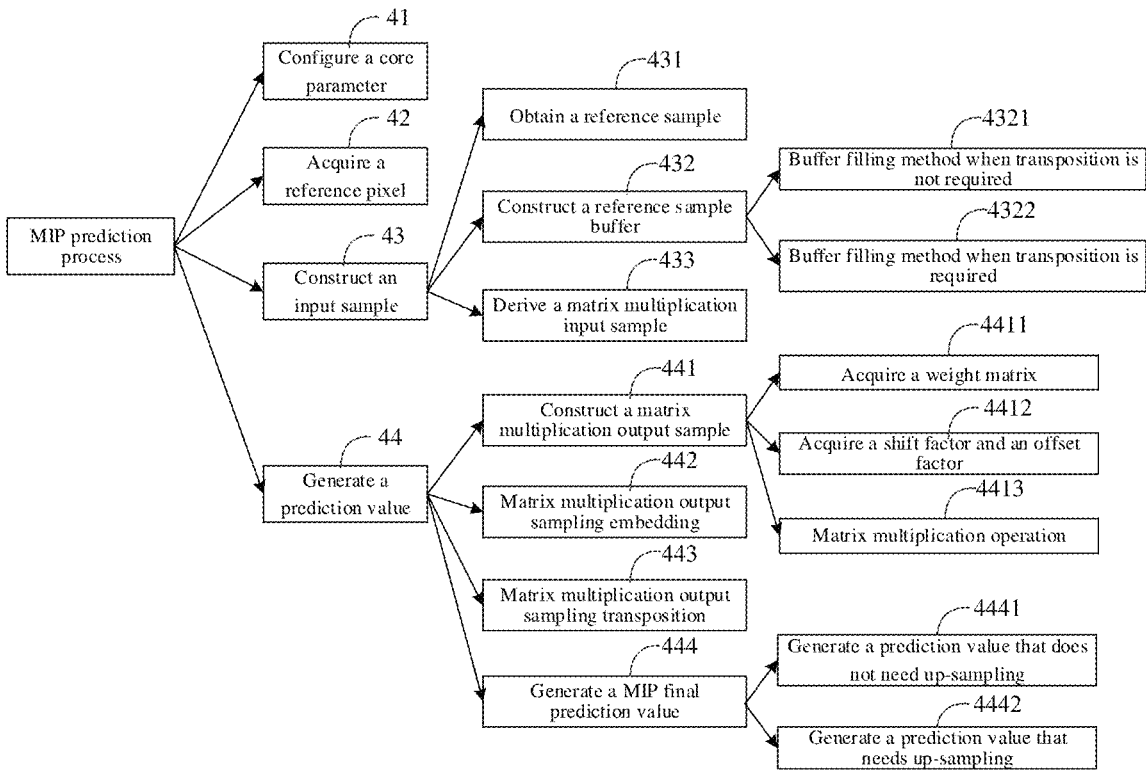 MIP prediction
process
41
Configure a core
parameter
42
Acquire a
reference pixel
43
Construct an
input sample
44
Generate a
prediction value
431
Obtain a reference sample
432
Construct a reference sample
buffer
433
Derive a matrix multiplication
input sample
4321
Buffer filling method when transposition is
not required
4322
Buffer filling method when transposition is
required
441
Construct a matrix
multiplication output sample
442
Matrix multiplication output
sampling embedding
443
Matrix multiplication output
sampling transposition
444
Generate a MIP final
prediction value
4411
Acquire a weight matrix
4412
Acquire a shift factor and an offset
factor
4413
Matrix multiplication operation
4441
Generate a prediction value that does
not need up-sampling
4442
Generate a prediction value that
needs up-sampling